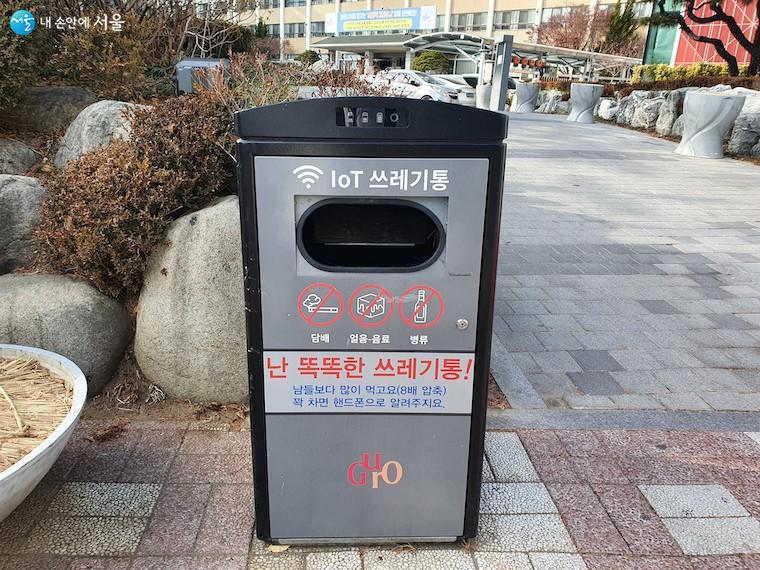 내 손안에 서울
IoT 쓰레기통
담배 얼음-음료 병류
난 똑똑한 쓰레기통!
남들보다 많이 먹고요(8배 압축)
꽉 차면 핸드폰으로 알려주지요.
GurO